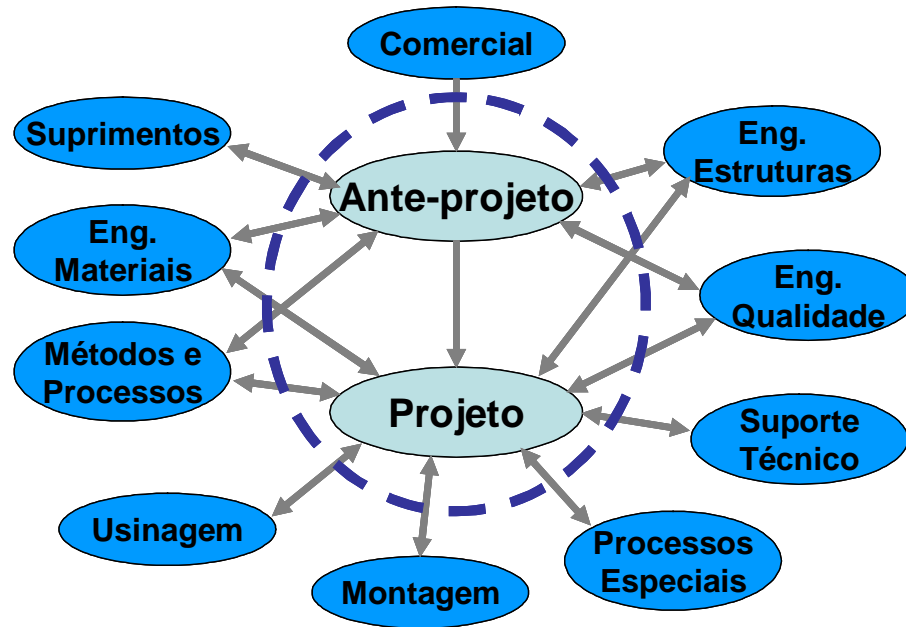 Comercial
Suprimentos
Eng.
Estruturas
Ante-projeto
Eng.
Materiais
Eng.
Qualidade
Métodos e
Processos
Projeto
Suporte
Técnico
Usinagem
Processos
Especiais
Montagem